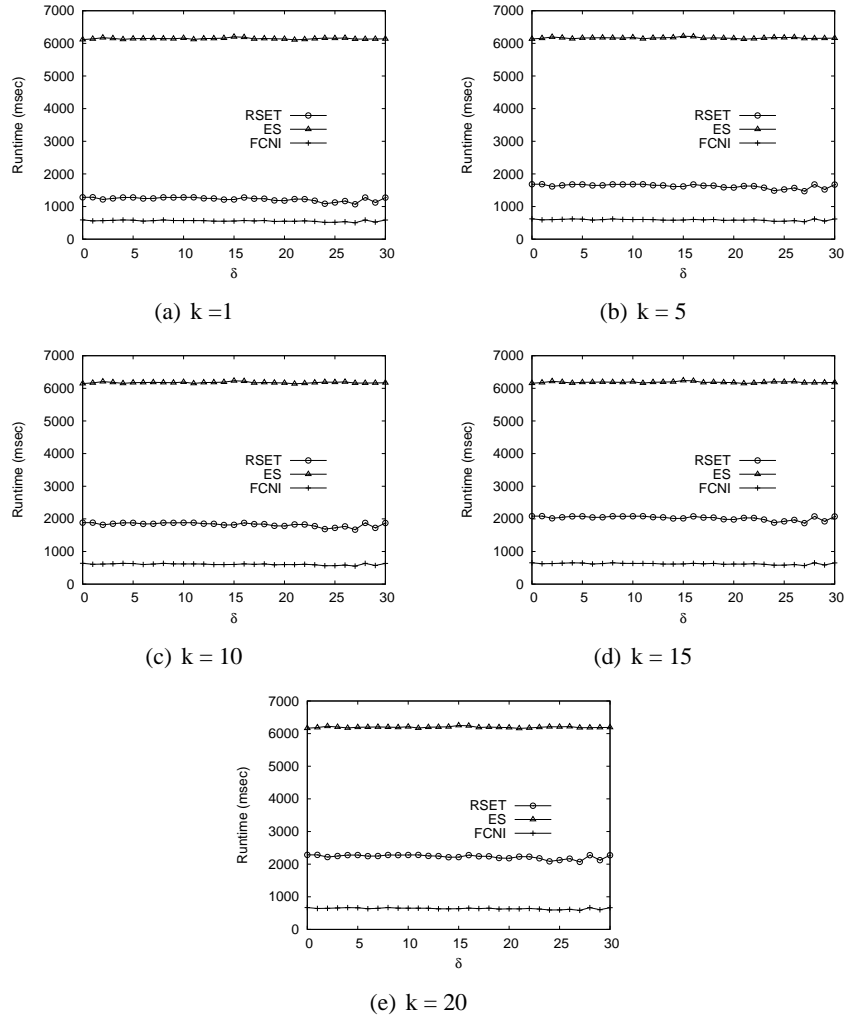 7000
6000
5000
4000
3000
2000
1000
0
Runtime (msec)
RSET
ES
FCNI
0 5 10 15 20 25 30
δ
(a) k =1
7000
6000
5000
4000
3000
2000
1000
0
Runtime (msec)
RSET
ES
FCNI
0 5 10 15 20 25 30
δ
(b) k = 5
7000
6000
5000
4000
3000
2000
1000
0
Runtime (msec)
RSET
ES
FCNI
0 5 10 15 20 25 30
δ
(c) k = 10
7000
6000
5000
4000
3000
2000
1000
0
Runtime (msec)
RSET
ES
FCNI
0 5 10 15 20 25 30
δ
(d) k = 15
7000
6000
5000
4000
3000
2000
1000
0
Runtime (msec)
RSET
ES
FCNI
0 5 10 15 20 25 30
δ
(e) k = 20